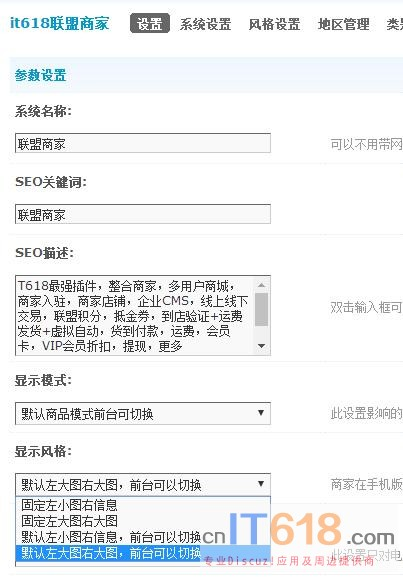 it618联盟商家 设置 系统设置 风格设置 地区管理 类
参数设置
系统名称:
联盟商家 可以不用带网
SEO关键词:
联盟商家
SEO描述:
T618最强插件，整合商家，多用户商城，
商家入驻，商家店铺，企业CMS，线上线下
交易，联盟积分，抵金券，到店验证+运费 双击输入框可
发货+虚拟自动，货到付款，运费，会员
卡，VIP会员折扣，提现，更多
显示模式:
默认商品模式前台可切换 此设置影响的
显示风格:
默认左大图右大图，前台可以切换 商家在手机版
固定左小图右信息
固定左大图右大图
默认左小图右信息，前台可以切换
默认左大图右大图，前台可以切换 此设置只对电
cnIT618.com
专业Discuz!应用及周边提供商